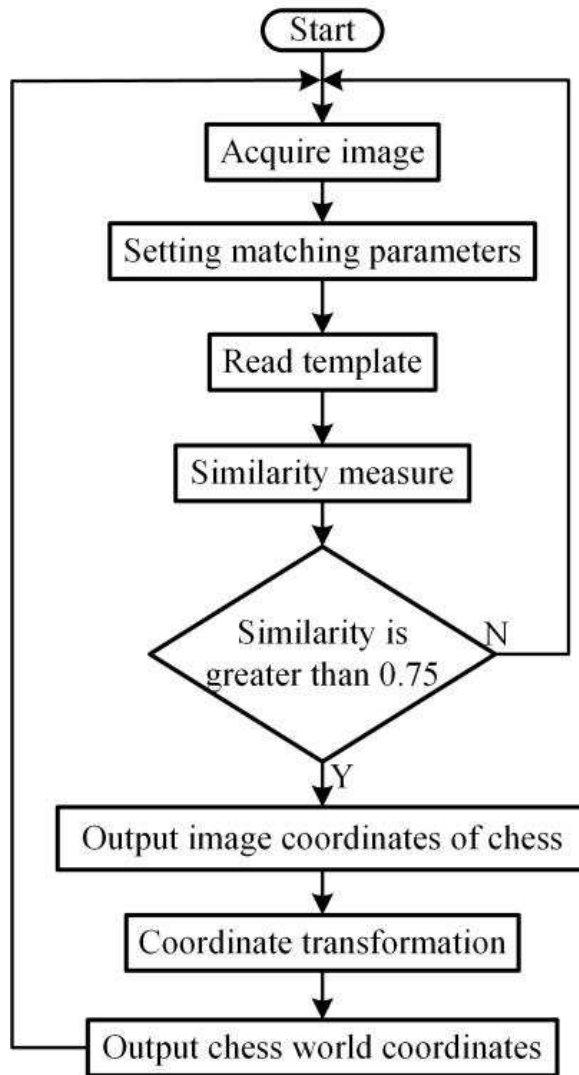 Start
Acquire image
Setting matching parameters
Read template
Similarity measure
Similarity is
greater than 0.75
N
Y
Output image coordinates of chess
Coordinate transformation
Output chess world coordinates